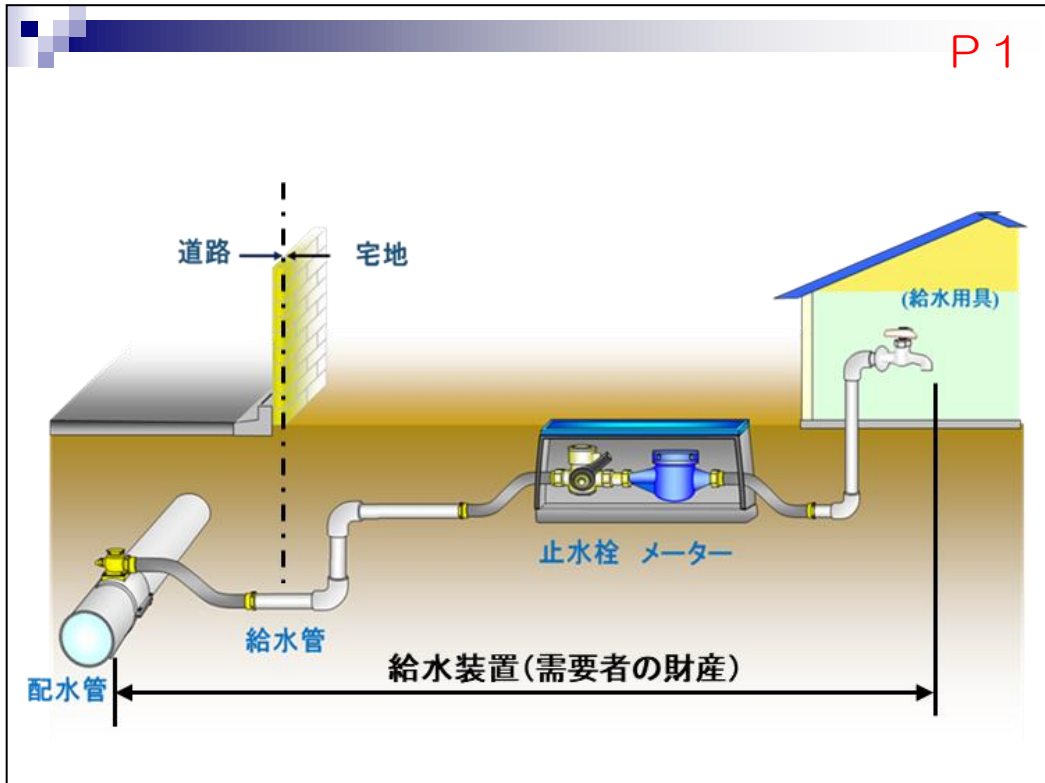 P1
道路
宅地
(給水用具)
止水栓 メーター
給水管
給水装置(需要者の財産)
配水管